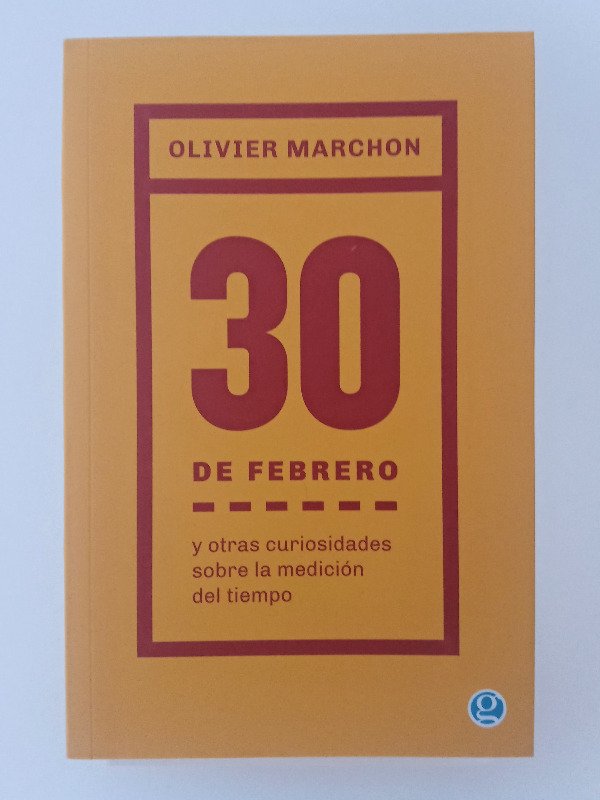 OLIVIER MARCHON
30
DE FEBRERO
y otras curiosidades
sobre la medición
del tiempo
g